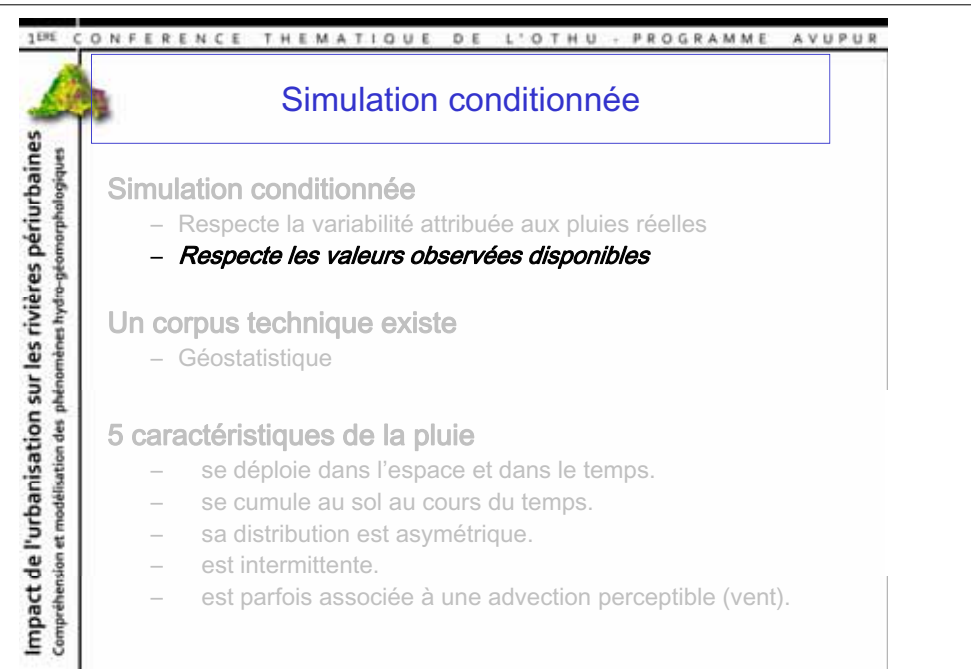 1ERE CONFERENCE THEMATIQUE DE L'OTHU - PROGRAMME AVUPUR
Impact de l'urbanisation sur les rivières périurbaines
Compréhension et modélisation des phénomènes hydro-géomorphologiques
Simulation conditionnée
Simulation conditionnée
– Respecte la variabilité attribuée aux pluies réelles
– Respecte les valeurs observées disponibles
Un corpus technique existe
– Géostatistique
5 caractéristiques de la pluie
– se déploie dans l'espace et dans le temps.
– se cumule au sol au cours du temps.
– sa distribution est asymétrique.
– est intermittente.
– est parfois associée à une advection perceptible (vent).